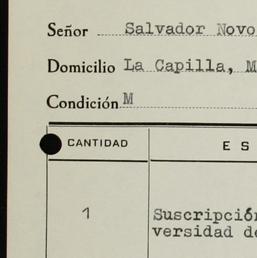 Señor Salvador Novo
Domicilio La Capilla, M
Condición M
CANTIDAD E S
1 Suscripción
versidad de